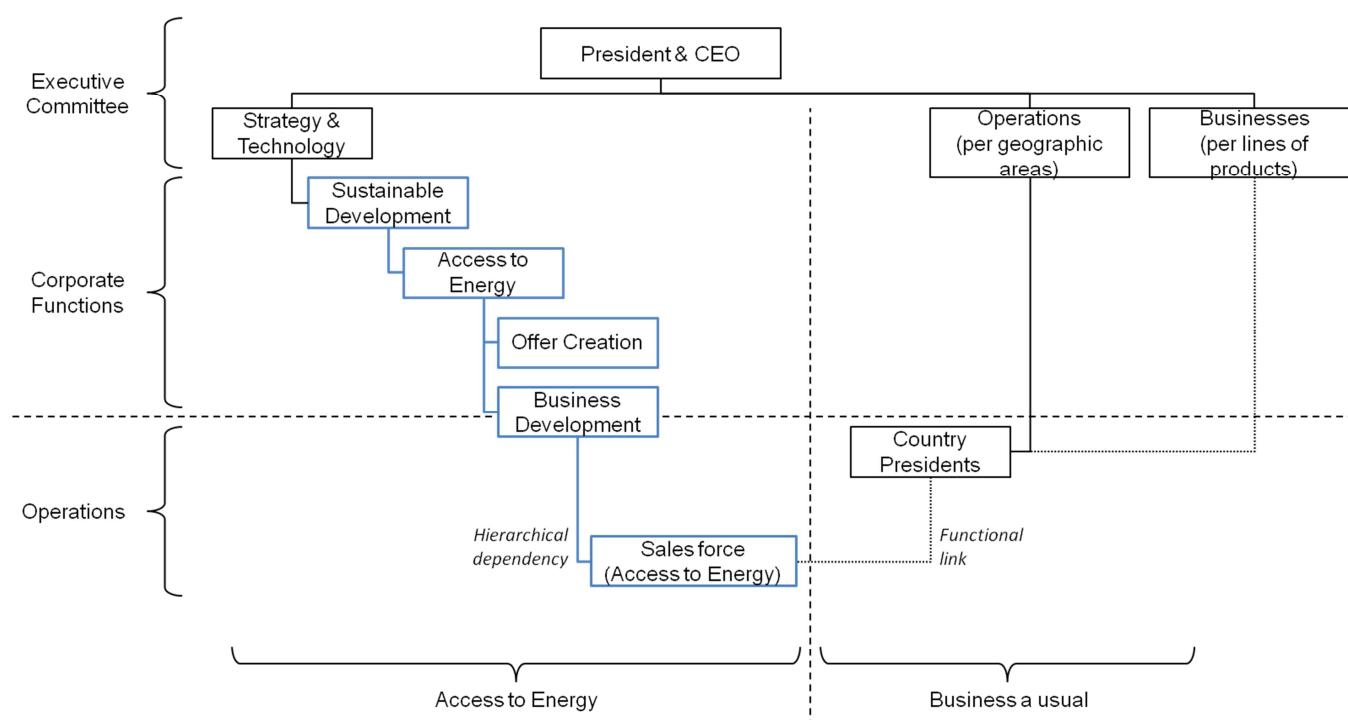 President & CEO
Executive
Committee
Strategy &
Technology
Operations
(per geographic
areas)
Businesses
(per lines of
products)
Sustainable
Development
Corporate
Functions
Access to
Energy
Offer Creation
Business
Development
Country
Presidents
Operations
Hierarchical
dependency
Sales force
(Access to Energy)
Functional
link
Access to Energy
Business a usual